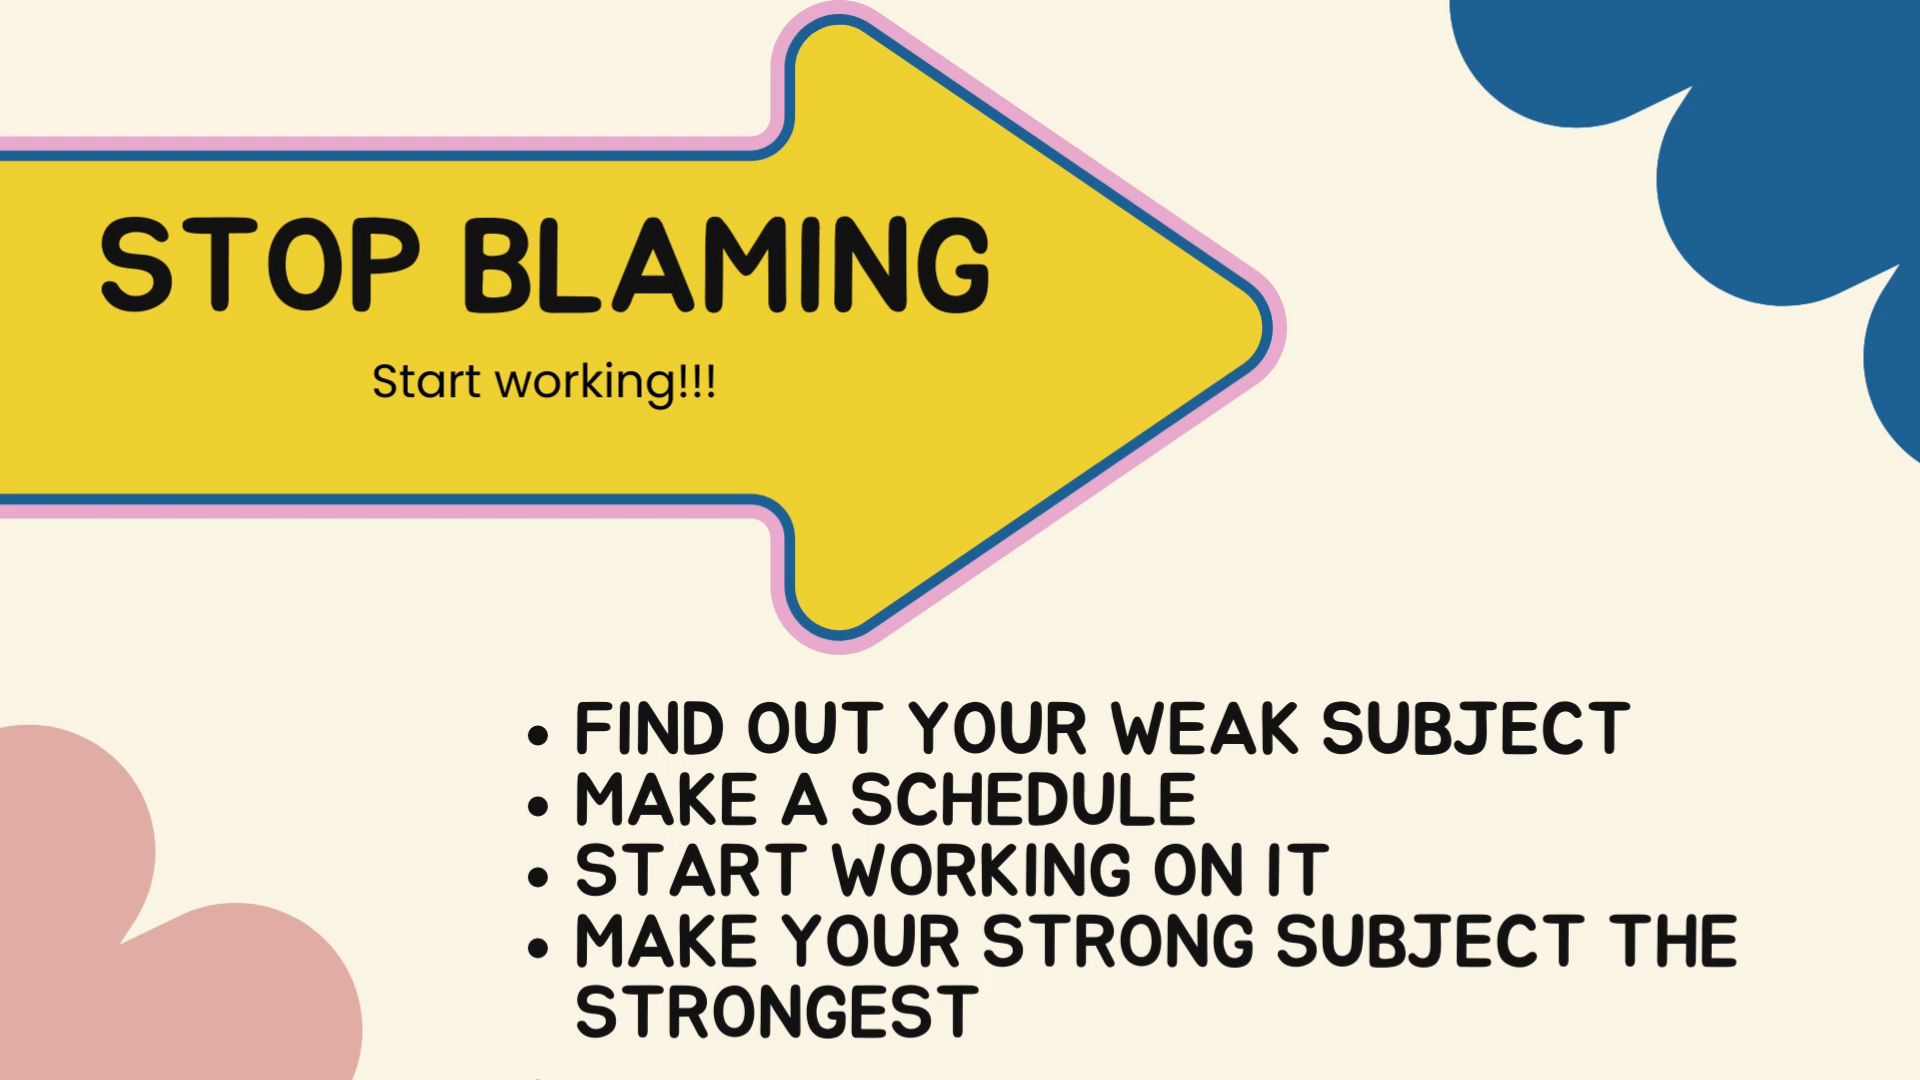 STOP BLAMING
Start working!!!
• FIND OUT YOUR WEAK SUBJECT
• MAKE A SCHEDULE
• START WORKING ON IT
• MAKE YOUR STRONG SUBJECT THE
STRONGEST